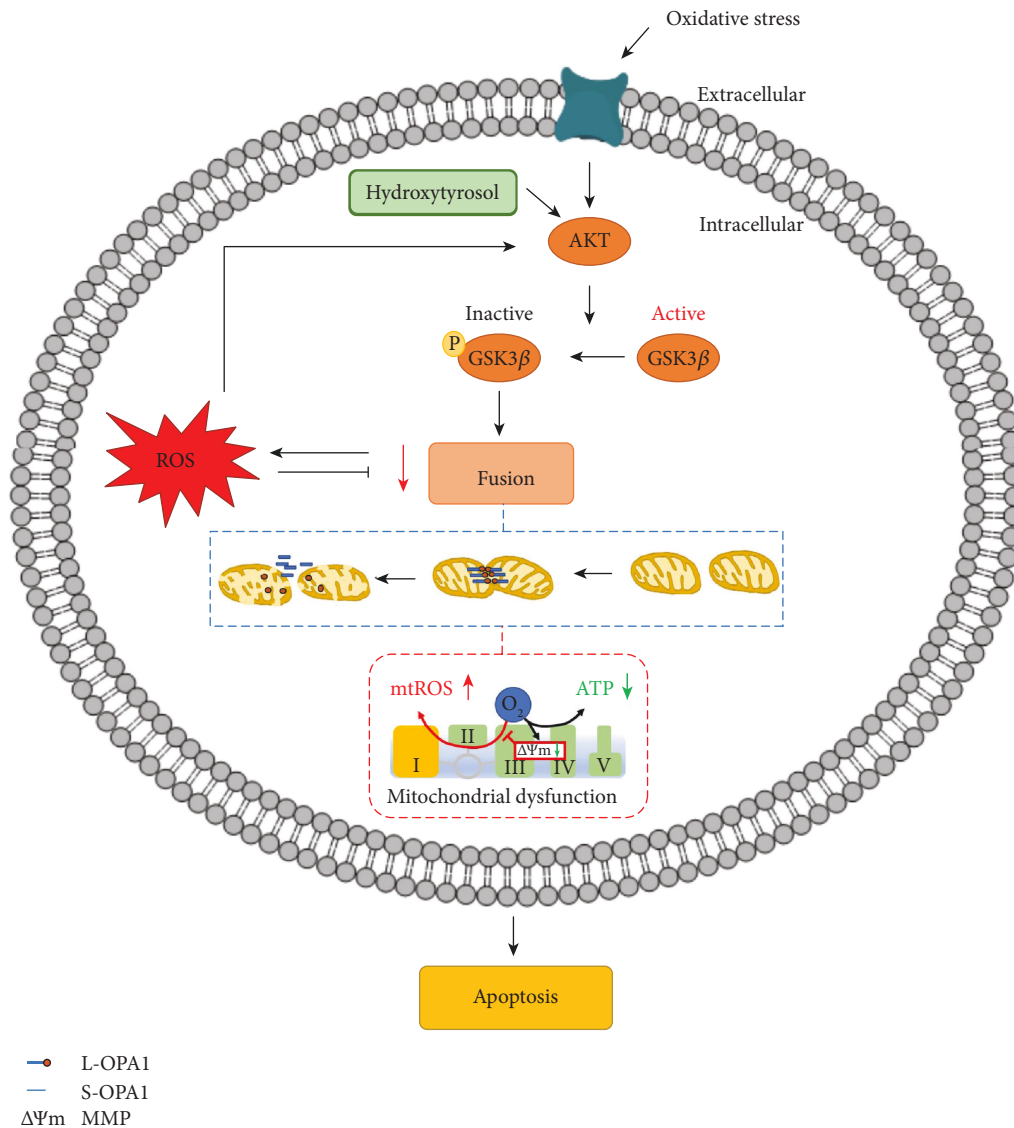 Oxidative stress
Extracellular
Hydroxytyrosol
Intracellular
AKT
Inactive
Active
P
GSK3β
GSK3β
ROS
Fusion
mtROS
ATP
O₂
II
ΔΨm
I
III
IV
V
Mitochondrial dysfunction
Apoptosis
L-OPA1
S-OPA1
ΔΨm MMP